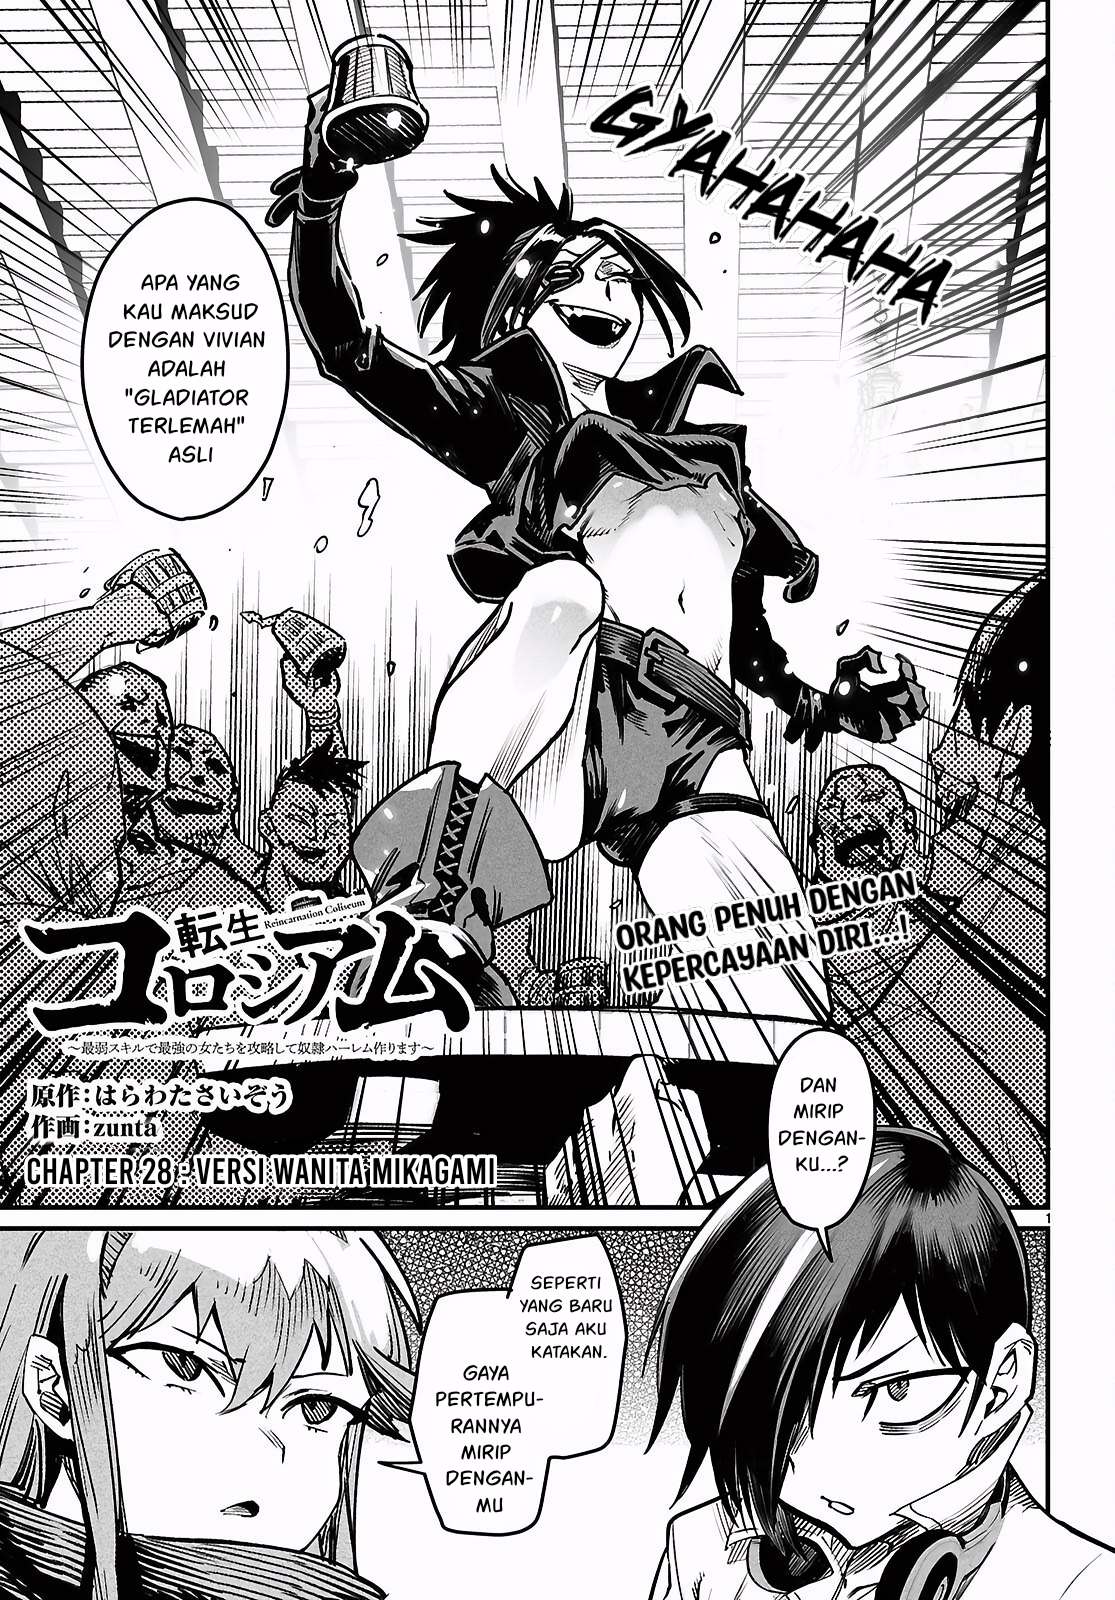 GYAHAHAHAHA
APA YANG
KAU MAKSUD
DENGAN VIVIAN
ADALAH
"GLADIATOR
TERLEMAH"
ASLI
転生
Reincarnation Coliseum
コロシアム
～最弱スキルで最強の女たちを攻略して奴隷ハーレム作ります～
原作：はらわたさいぞう
作画：zunta
CHAPTER 28 : VERSI WANITA MIKAGAMI
ORANG PENUH DENGAN
KEPERCAYAAN DIRI...!
1
DAN
MIRIP
DENGAN-
KU...?
SEPERTI
YANG BARU
SAJA AKU
KATAKAN.
GAYA
PERTEMPU-
RANNYA
MIRIP
DENGAN-
MU